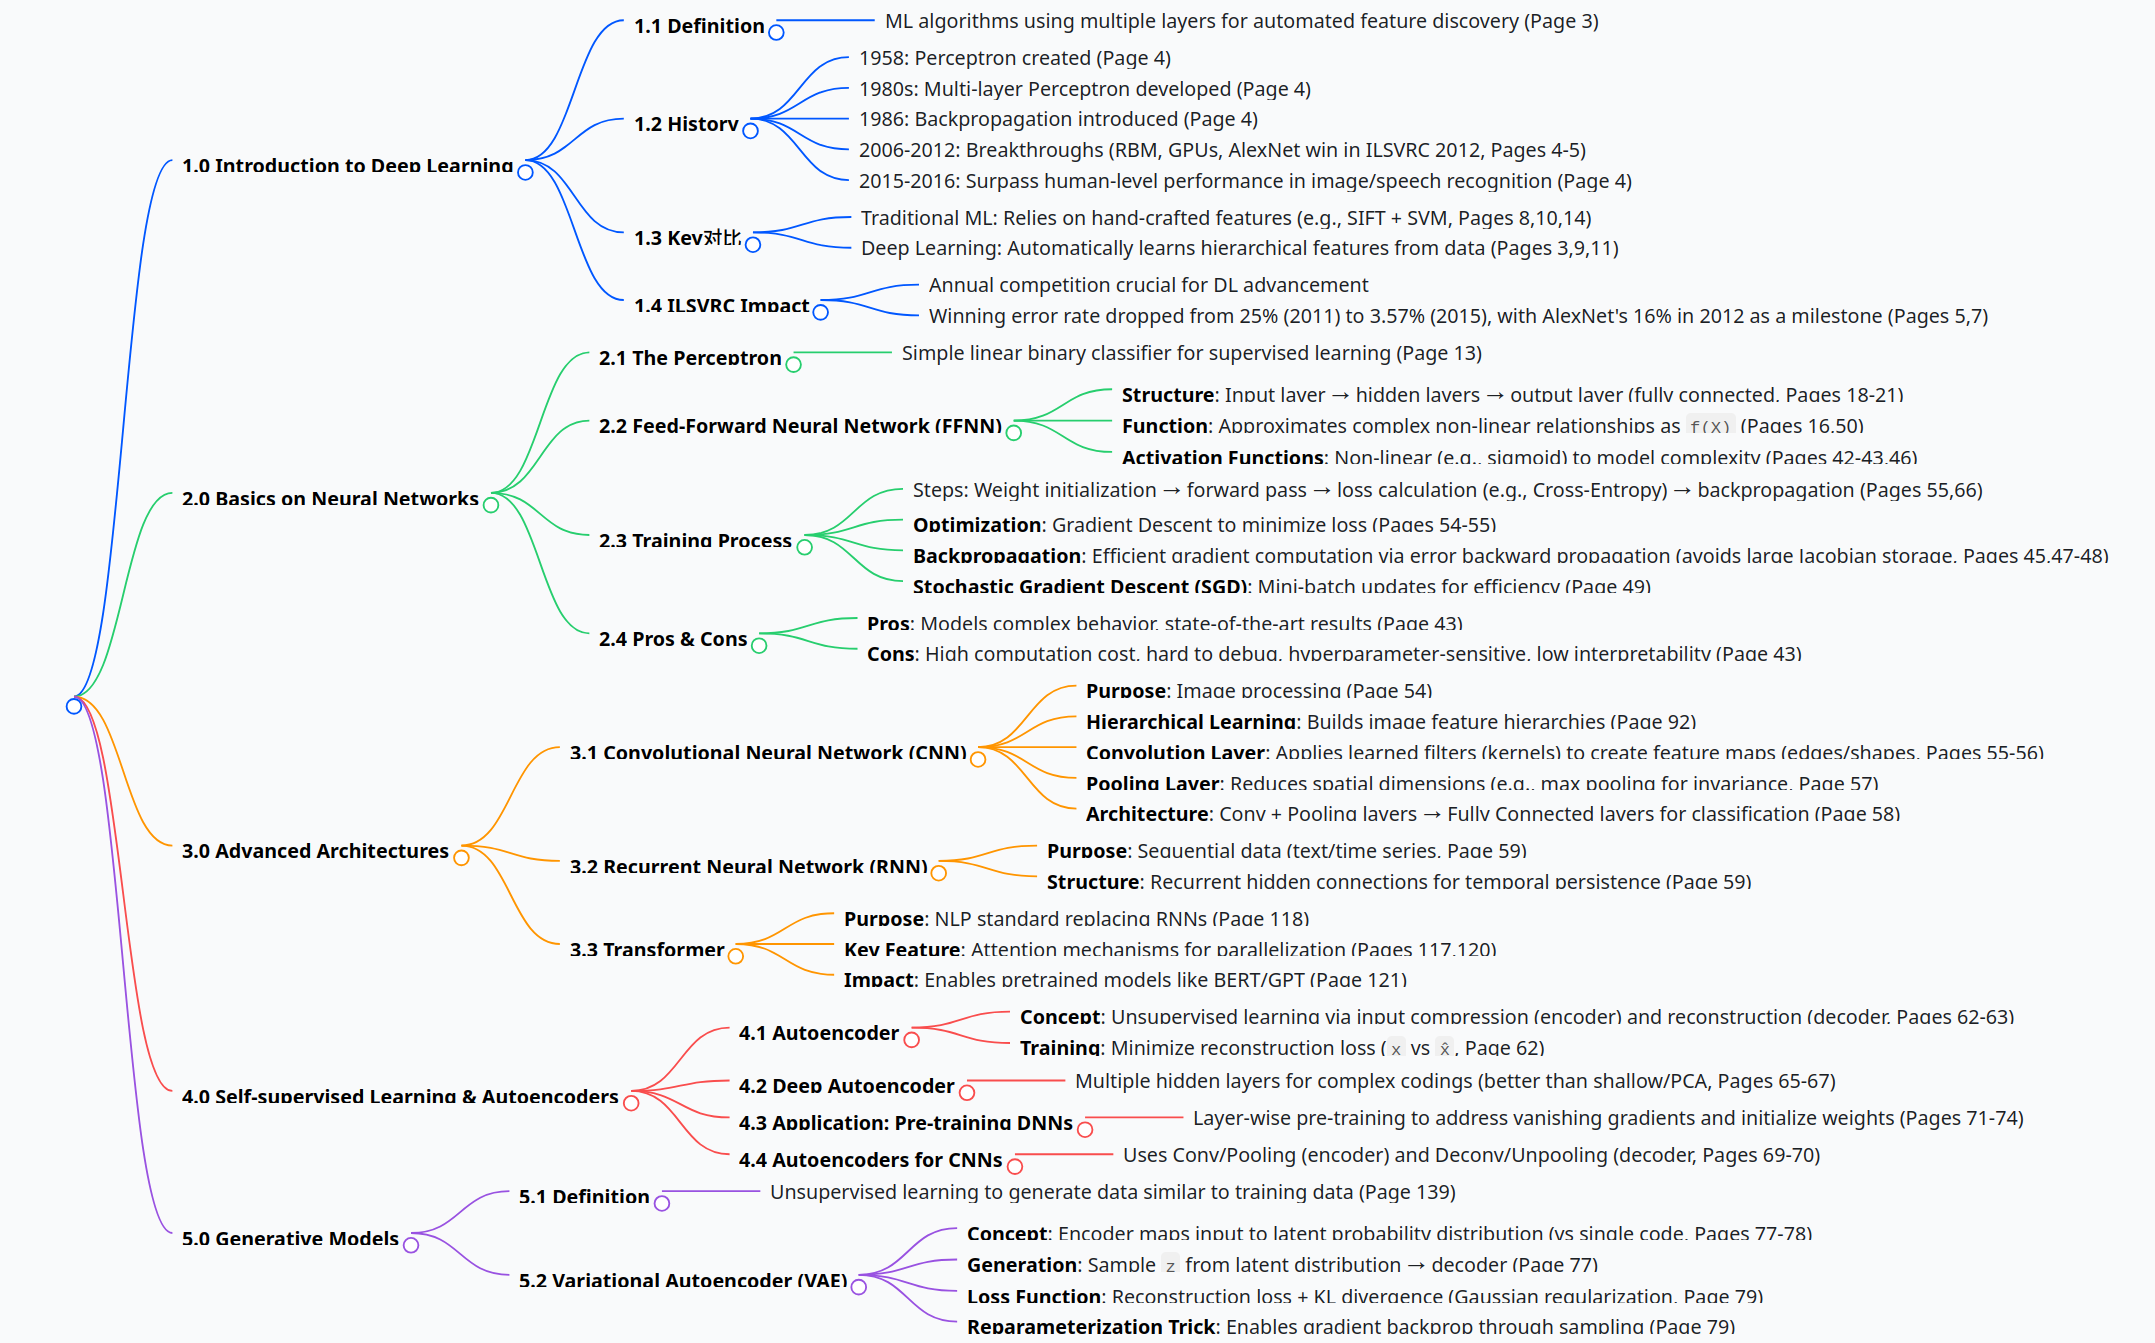 1.0 Introduction to Deep Learning
1.1 Definition
ML algorithms using multiple layers for automated feature discovery (Page 3)
1.2 History
1958: Perceptron created (Page 4)
1980s: Multi-layer Perceptron developed (Page 4)
1986: Backpropagation introduced (Page 4)
2006-2012: Breakthroughs (RBM, GPUs, AlexNet win in ILSVRC 2012, Pages 4-5)
2015-2016: Surpass human-level performance in image/speech recognition (Page 4)
1.3 Key对比
Traditional ML: Relies on hand-crafted features (e.g., SIFT + SVM, Pages 8,10,14)
Deep Learning: Automatically learns hierarchical features from data (Pages 3,9,11)
1.4 ILSVRC Impact
Annual competition crucial for DL advancement
Winning error rate dropped from 25% (2011) to 3.57% (2015), with AlexNet's 16% in 2012 as a milestone (Pages 5,7)
2.0 Basics on Neural Networks
2.1 The Perceptron
Simple linear binary classifier for supervised learning (Page 13)
2.2 Feed-Forward Neural Network (FFNN)
Structure: Input layer → hidden layers → output layer (fully connected, Pages 18-21)
Function: Approximates complex non-linear relationships as f(X) (Pages 16,50)
Activation Functions: Non-linear (e.g., sigmoid) to model complexity (Pages 42-43,46)
2.3 Training Process
Steps: Weight initialization → forward pass → loss calculation (e.g., Cross-Entropy) → backpropagation (Pages 55,66)
Optimization: Gradient Descent to minimize loss (Pages 54-55)
Backpropagation: Efficient gradient computation via error backward propagation (avoids large Jacobian storage, Pages 45,47-48)
Stochastic Gradient Descent (SGD): Mini-batch updates for efficiency (Page 49)
2.4 Pros & Cons
Pros: Models complex behavior, state-of-the-art results (Page 43)
Cons: High computation cost, hard to debug, hyperparameter-sensitive, low interpretability (Page 43)
3.0 Advanced Architectures
3.1 Convolutional Neural Network (CNN)
Purpose: Image processing (Page 54)
Hierarchical Learning: Builds image feature hierarchies (Page 92)
Convolution Layer: Applies learned filters (kernels) to create feature maps (edges/shapes, Pages 55-56)
Pooling Layer: Reduces spatial dimensions (e.g., max pooling for invariance, Page 57)
Architecture: Conv + Pooling layers → Fully Connected layers for classification (Page 58)
3.2 Recurrent Neural Network (RNN)
Purpose: Sequential data (text/time series, Page 59)
Structure: Recurrent hidden connections for temporal persistence (Page 59)
3.3 Transformer
Purpose: NLP standard replacing RNNs (Page 118)
Key Feature: Attention mechanisms for parallelization (Pages 117,120)
Impact: Enables pretrained models like BERT/GPT (Page 121)
4.0 Self-supervised Learning & Autoencoders
4.1 Autoencoder
Concept: Unsupervised learning via input compression (encoder) and reconstruction (decoder, Pages 62-63)
Training: Minimize reconstruction loss (x vs x̂, Page 62)
4.2 Deep Autoencoder
Multiple hidden layers for complex codings (better than shallow/PCA, Pages 65-67)
4.3 Application: Pre-training DNNs
Layer-wise pre-training to address vanishing gradients and initialize weights (Pages 71-74)
4.4 Autoencoders for CNNs
Uses Conv/Pooling (encoder) and Deconv/Unpooling (decoder, Pages 69-70)
5.0 Generative Models
5.1 Definition
Unsupervised learning to generate data similar to training data (Page 139)
5.2 Variational Autoencoder (VAE)
Concept: Encoder maps input to latent probability distribution (vs single code, Pages 77-78)
Generation: Sample z from latent distribution → decoder (Page 77)
Loss Function: Reconstruction loss + KL divergence (Gaussian regularization, Page 79)
Reparameterization Trick: Enables gradient backprop through sampling (Page 79)